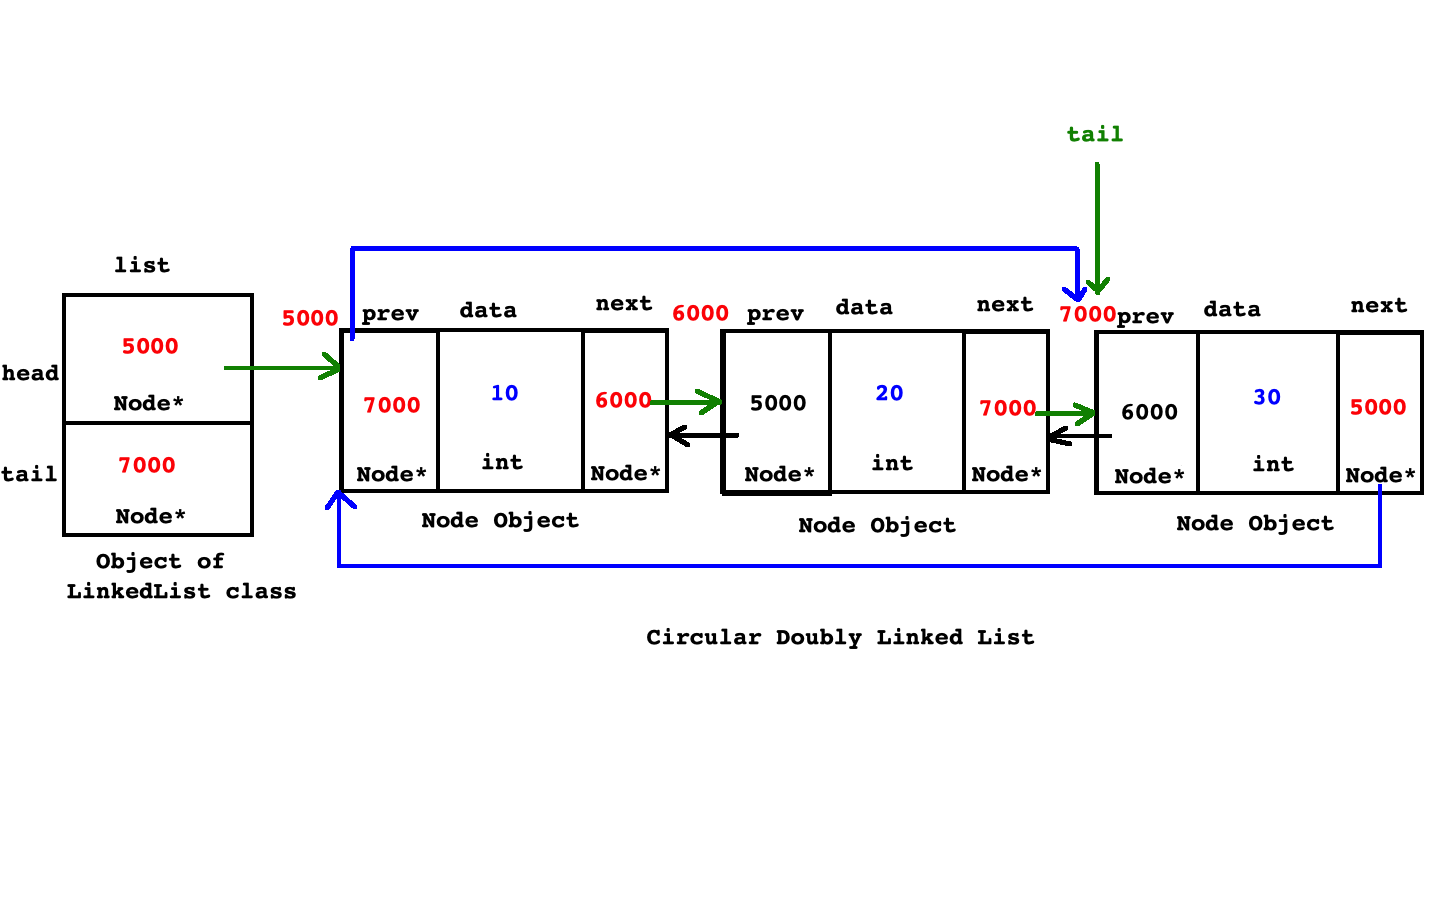 tail
list
5000 prev data next 6000 prev data next 7000 prev data next
head 5000
Node*
tail 7000
Node*
Object of
LinkedList class
7000 10 6000
Node* int Node*
Node Object
5000 20 7000
Node* int Node*
Node Object
6000 30 5000
Node* int Node*
Node Object
Circular Doubly Linked List